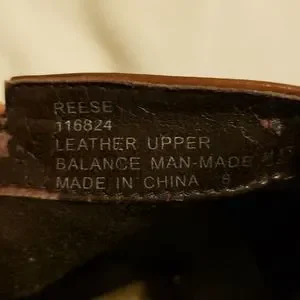 REESE
116824
LEATHER UPPER
BALANCE MAN-MADE
MADE IN CHINA